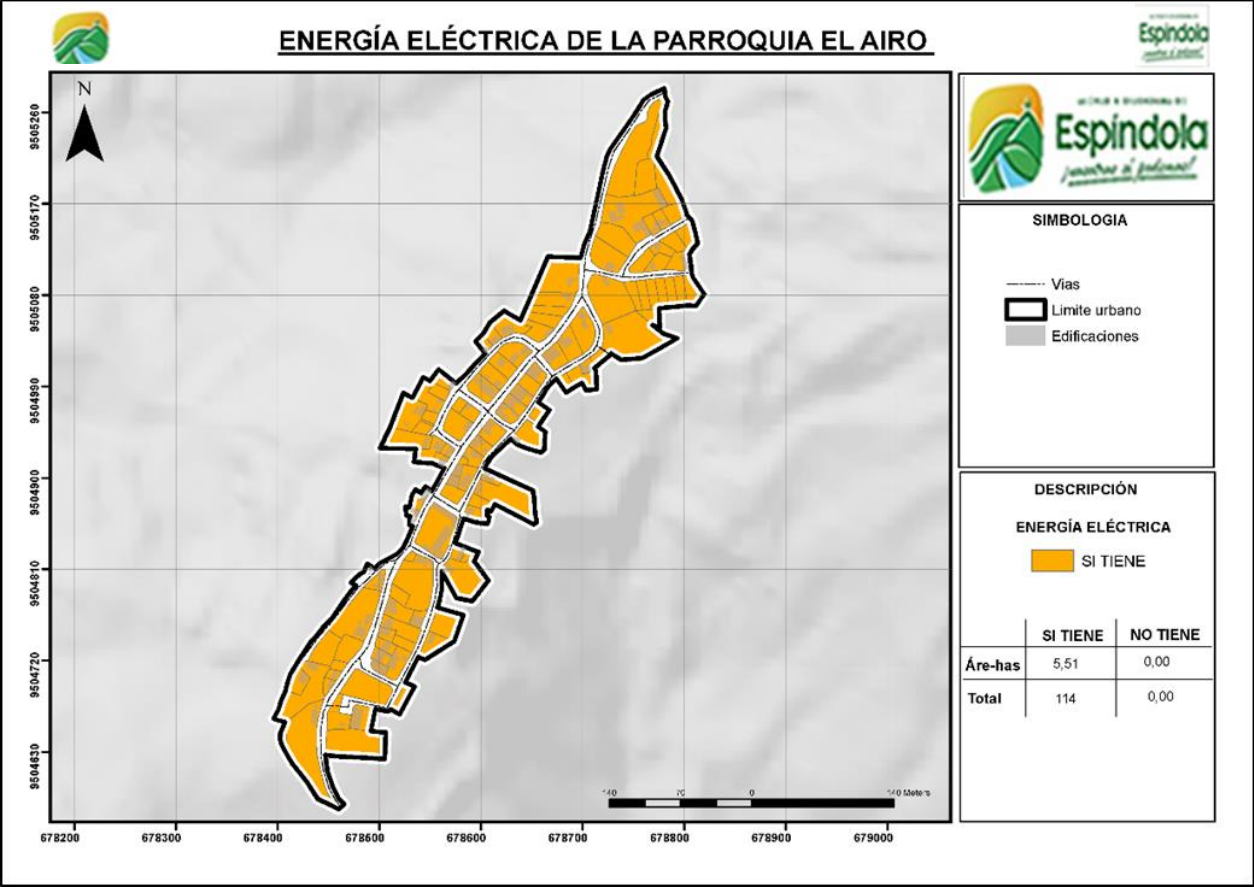 ENERGÍA ELÉCTRICA DE LA PARROQUIA EL AIRO
Espíndola
N
9505260
9505170
9505080
9504990
9504900
9504810
9504720
9504630
678200 678300 678400 678500 678600 678700 678800 678900 679000
140 70 0 140 Meters
Espíndola
SIMBOLOGIA
Vias
Limite urbano
Edificaciones
DESCRIPCIÓN
ENERGÍA ELÉCTRICA
SI TIENE
SI TIENE NO TIENE
Áre-has 5,51 0,00
Total 114 0,00